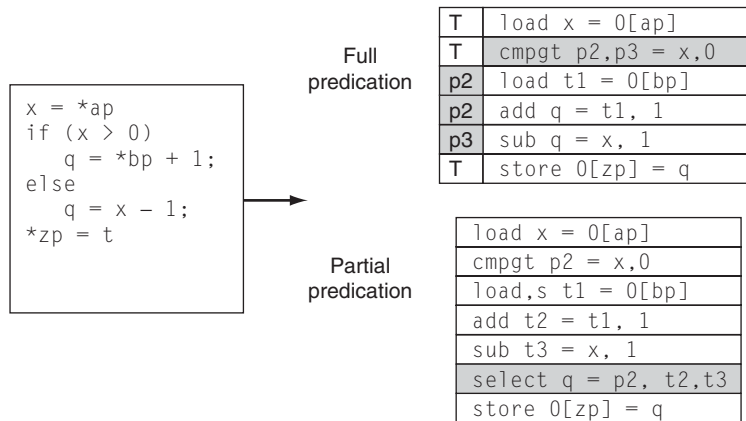 x = *ap
if (x > 0)
q = *bp + 1;
else
q = x – 1;
*zp = t
Full
predication
T load x = 0[ap]
T cmpgt p2,p3 = x,0
p2 load t1 = 0[bp]
p2 add q = t1, 1
p3 sub q = x, 1
T store 0[zp] = q
Partial
predication
load x = 0[ap]
cmpgt p2 = x,0
load,s t1 = 0[bp]
add t2 = t1, 1
sub t3 = x, 1
select q = p2, t2,t3
store 0[zp] = q